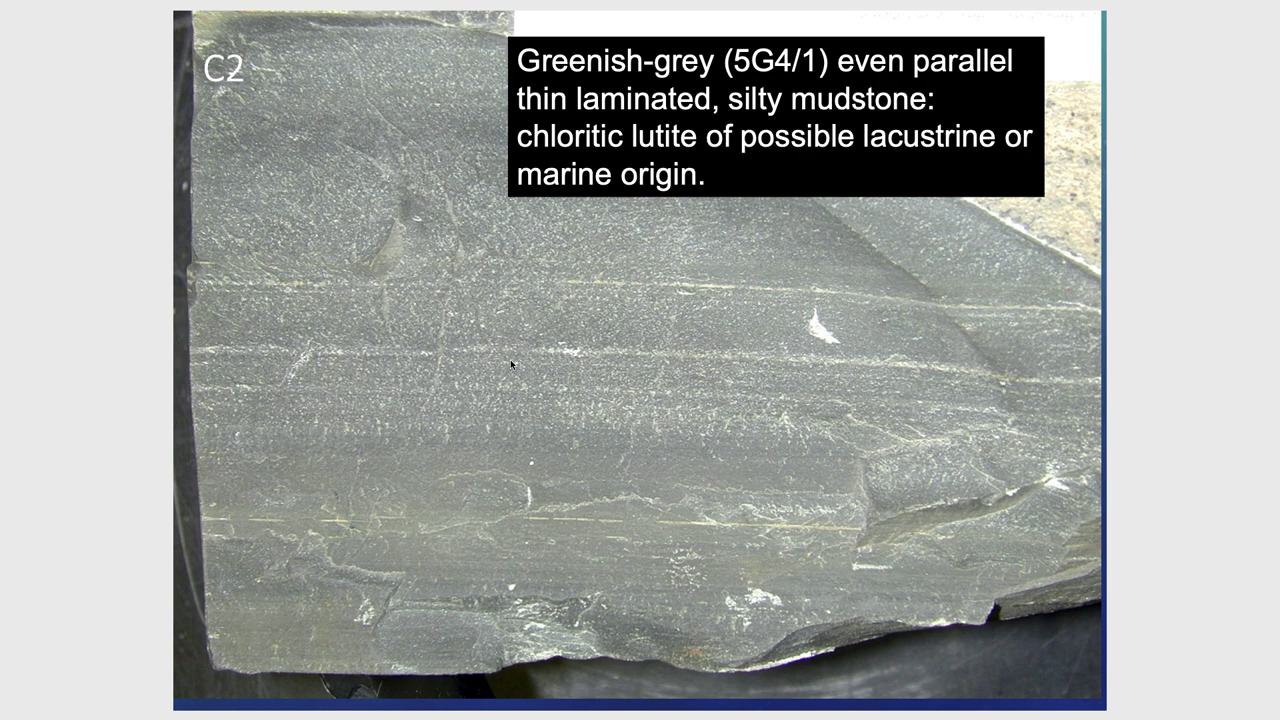 C2
Greenish-grey (5G4/1) even parallel
thin laminated, silty mudstone:
chloritic lutite of possible lacustrine or
marine origin.